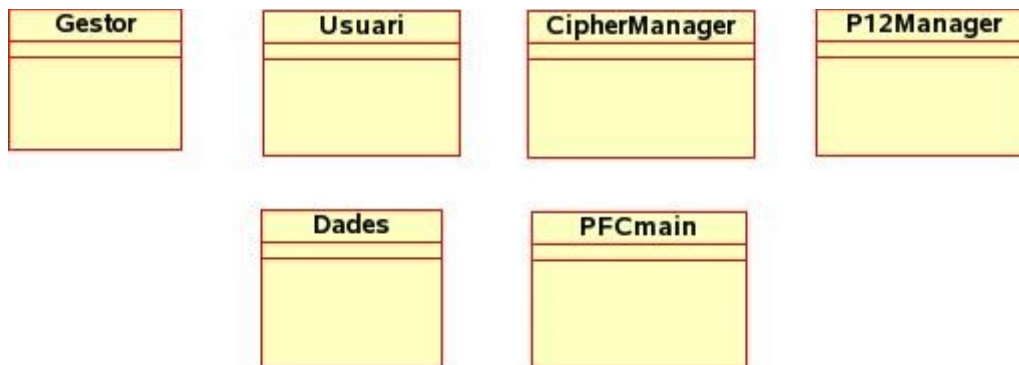 Gestor
Usuari
CipherManager
P12Manager
Dades
PFCmain